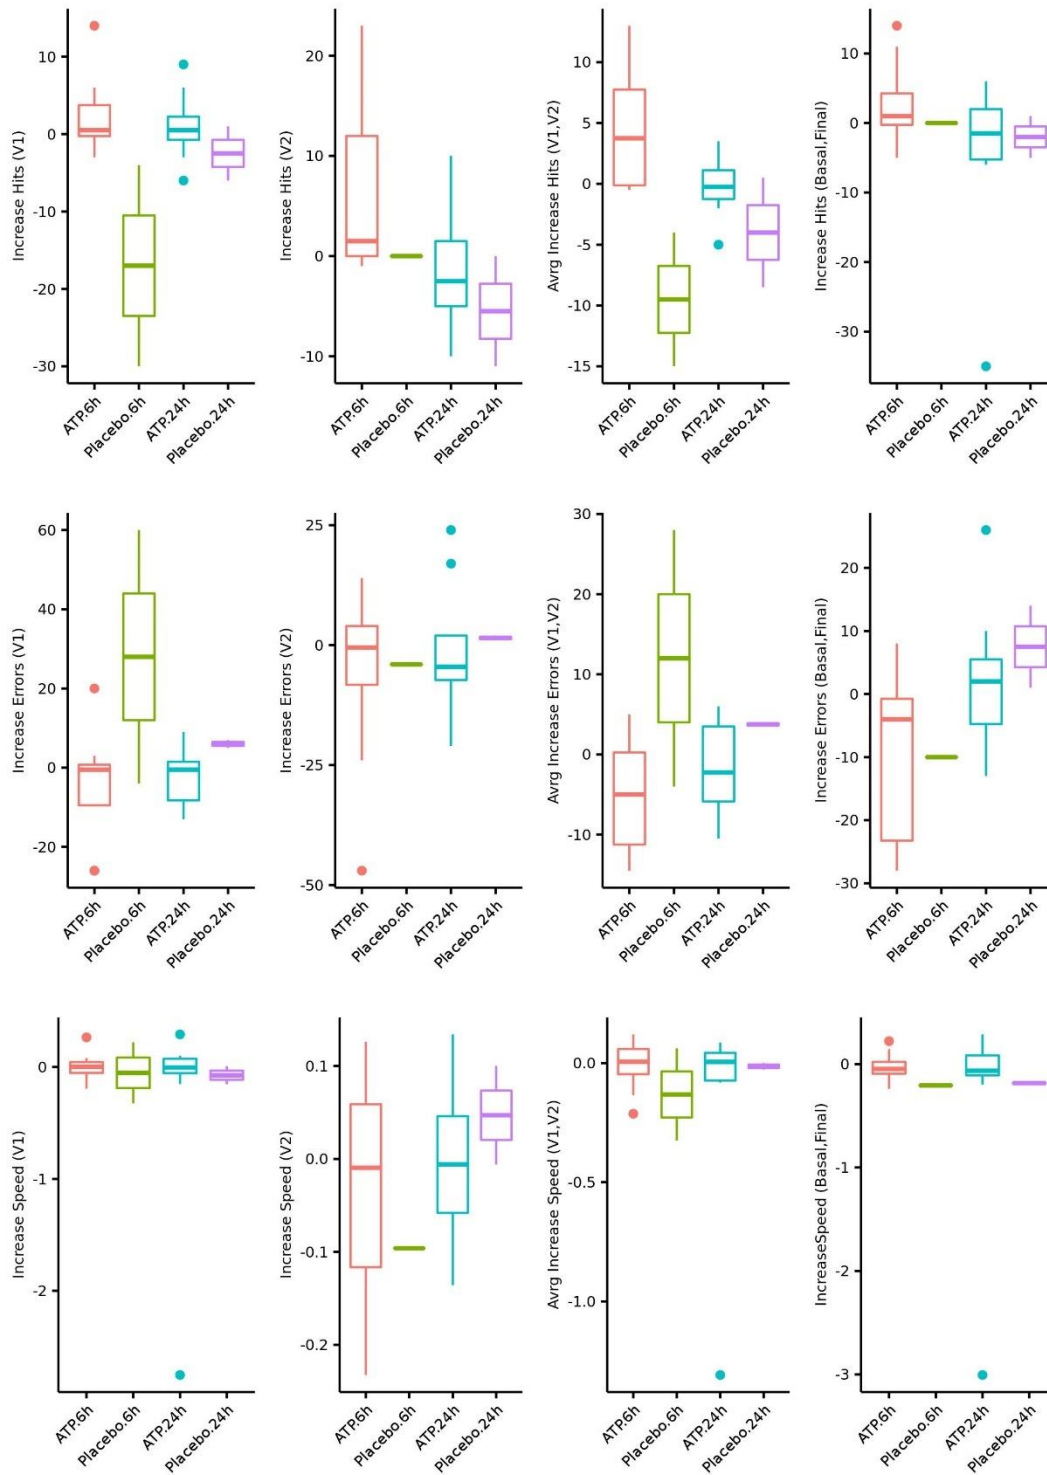 Increase Hits (V1)
10
0
-10
-20
-30
ATP.6h
Placebo.6h
ATP.24h
Placebo.24h
Increase Hits (V2)
20
10
0
-10
ATP.6h
Placebo.6h
ATP.24h
Placebo.24h
Avrg Increase Hits (V1,V2)
10
5
0
-5
-10
-15
ATP.6h
Placebo.6h
ATP.24h
Placebo.24h
Increase Hits (Basal,Final)
10
0
-10
-20
-30
ATP.6h
Placebo.6h
ATP.24h
Placebo.24h
Increase Errors (V1)
60
40
20
0
-20
ATP.6h
Placebo.6h
ATP.24h
Placebo.24h
Increase Errors (V2)
25
0
-25
-50
ATP.6h
Placebo.6h
ATP.24h
Placebo.24h
Avrg Increase Errors (V1,V2)
30
20
10
0
-10
ATP.6h
Placebo.6h
ATP.24h
Placebo.24h
Increase Errors (Basal,Final)
20
10
0
-10
-20
-30
ATP.6h
Placebo.6h
ATP.24h
Placebo.24h
Increase Speed (V1)
0
-1
-2
ATP.6h
Placebo.6h
ATP.24h
Placebo.24h
Increase Speed (V2)
0.1
0.0
-0.1
-0.2
ATP.6h
Placebo.6h
ATP.24h
Placebo.24h
Avrg Increase Speed (V1,V2)
0.0
-0.5
-1.0
ATP.6h
Placebo.6h
ATP.24h
Placebo.24h
IncreaseSpeed (Basal,Final)
0
-1
-2
-3
ATP.6h
Placebo.6h
ATP.24h
Placebo.24h